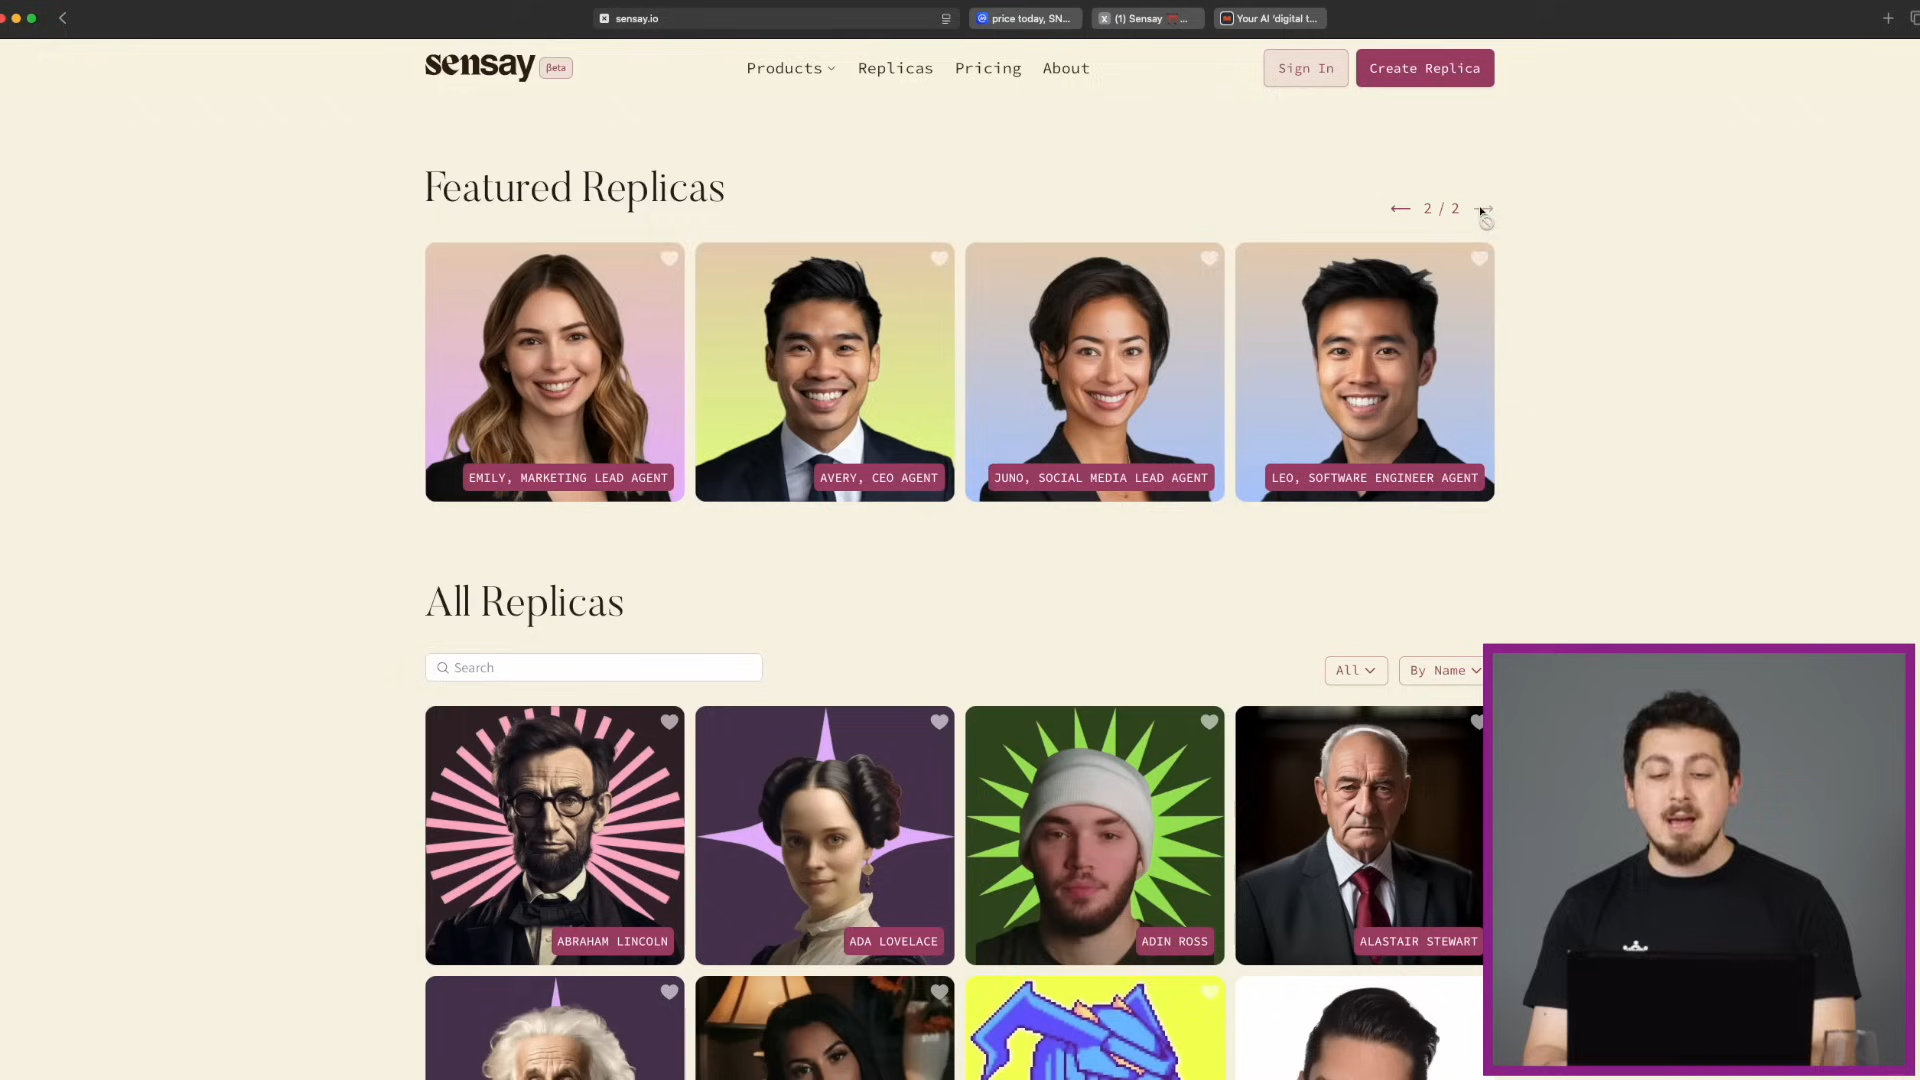 sensay.io
price today, SN...
(1) Sensay
...
Your AI 'digital t...
sensay
βeta
Products
Replicas
Pricing
About
Sign In
Create Replica
Featured Replicas
2 / 2
EMILY, MARKETING LEAD AGENT
AVERY, CEO AGENT
JUNO, SOCIAL MEDIA LEAD AGENT
LEO, SOFTWARE ENGINEER AGENT
All Replicas
Search
All
By Name
ABRAHAM LINCOLN
ADA LOVELACE
ADIN ROSS
ALASTAIR STEWART